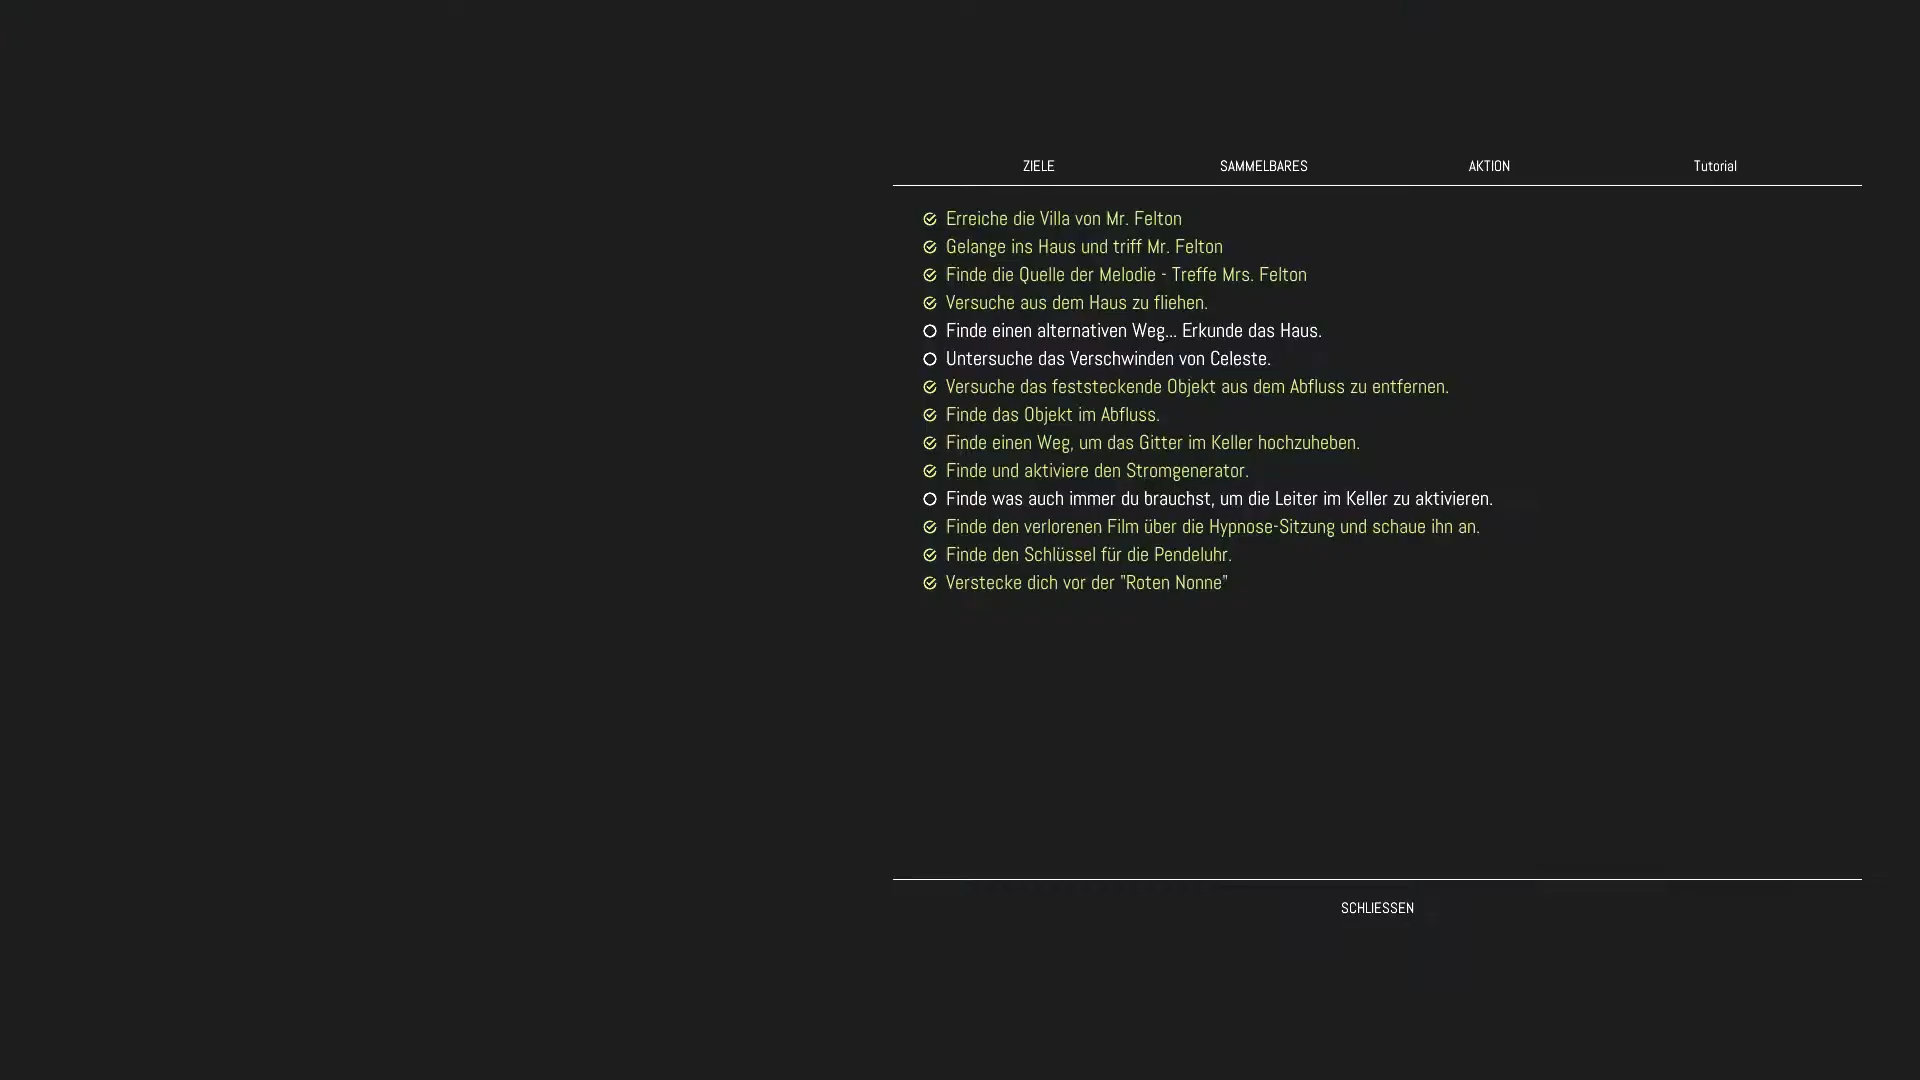 ZIELE SAMMELBARES AKTION Tutorial
Erreiche die Villa von Mr. Felton
Gelange ins Haus und triff Mr. Felton
Finde die Quelle der Melodie - Treffe Mrs. Felton
Versuche aus dem Haus zu fliehen.
Finde einen alternativen Weg... Erkunde das Haus.
Untersuche das Verschwinden von Celeste.
Versuche das feststeckende Objekt aus dem Abfluss zu entfernen.
Finde das Objekt im Abfluss.
Finde einen Weg, um das Gitter im Keller hochzuheben.
Finde und aktiviere den Stromgenerator.
Finde was auch immer du brauchst, um die Leiter im Keller zu aktivieren.
Finde den verlorenen Film über die Hypnose-Sitzung und schaue ihn an.
Finde den Schlüssel für die Pendeluhr.
Verstecke dich vor der "Roten Nonne"
SCHLIESSEN